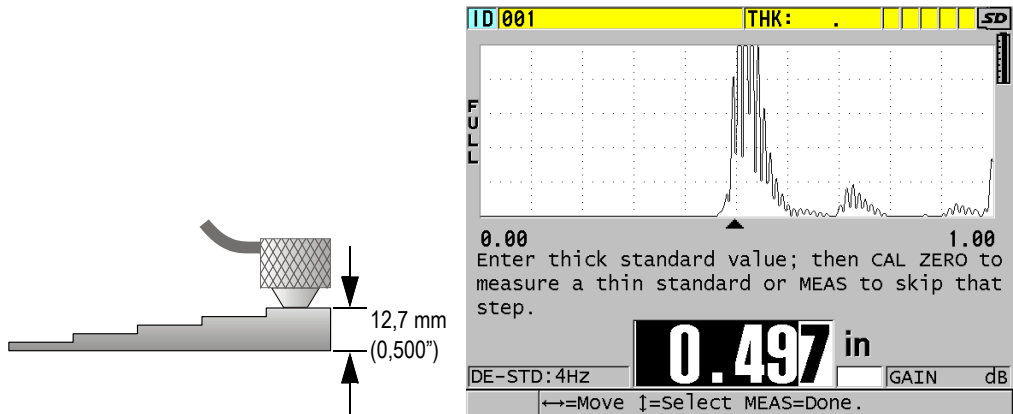 12,7 mm
(0,500”)
ID 001 THK: . SD
FULL
0.00 1.00
Enter thick standard value; then CAL ZERO to
measure a thin standard or MEAS to skip that
step.
0.497 in
DE-STD:4Hz GAIN dB
↔=Move ↕=Select MEAS=Done.